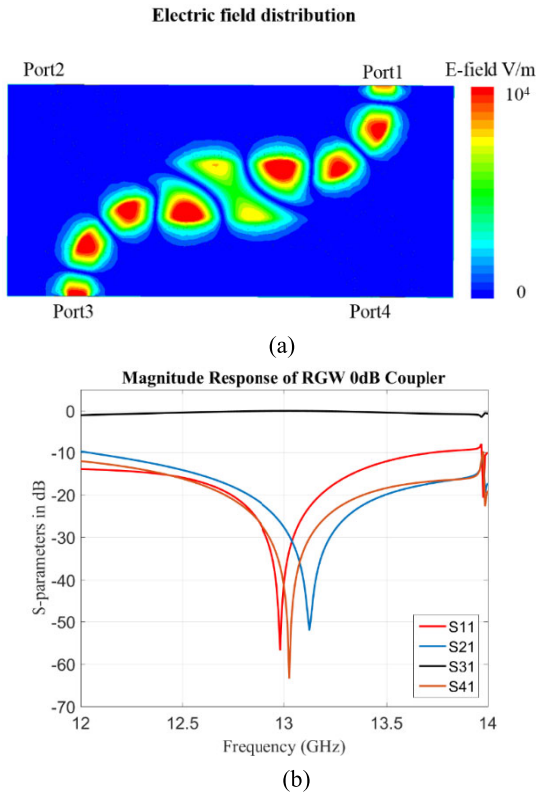 Electric field distribution
Port2
Port1
E-field V/m
10^4
0
Port3
Port4
(a)
Magnitude Response of RGW 0dB Coupler
0
-10
-20
-30
-40
-50
-60
-70
S-parameters in dB
S11
S21
S31
S41
12
12.5
13
13.5
14
Frequency (GHz)
(b)